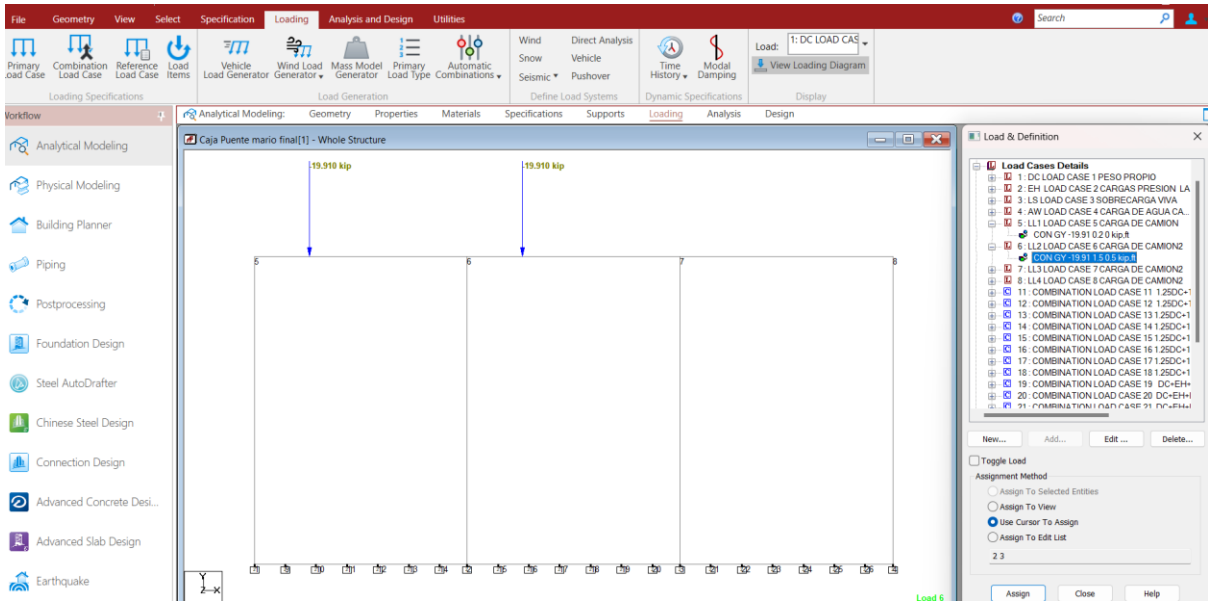 File Geometry View Select Specification Loading Analysis and Design Utilities Search
Wind Direct Analysis
Load: 1: DC LOAD CAS
Primary Combination Reference Load Vehicle Wind Load Mass Model Primary Automatic Snow Vehicle Time Modal View Loading Diagram
Load Case Load Case Items Load Generator Generator Generator Load Type Combinations Seismic Pushover History Damping
Loading Specifications Load Generation Define Load Systems Dynamic Specifications Display
Workflow
Analytical Modeling: Geometry Properties Materials Specifications Supports Loading Analysis Design
Analytical Modeling
Physical Modeling
Building Planner
Piping
Postprocessing
Foundation Design
Steel AutoDrafter
Chinese Steel Design
Connection Design
Advanced Concrete Desi...
Advanced Slab Design
Earthquake
Caja Puente mario final[1] - Whole Structure
-19.910 kip -19.910 kip
5 6 7 8
Y
Z X
Load 6
Load & Definition
Load Cases Details
1 : DC LOAD CASE 1 PESO PROPIO
2 : EH LOAD CASE 2 CARGAS PRESION LA
3 : LS LOAD CASE 3 SOBRECARGA VIVA
4 : AW LOAD CASE 4 CARGA DE AGUA CA...
5 : LL1 LOAD CASE 5 CARGA DE CAMION
CON GY -19.91 0.2 0 kip,ft
6 : LL2 LOAD CASE 6 CARGA DE CAMION2
CON GY -19.91 1.5 0.5 kip,ft
7 : LL3 LOAD CASE 7 CARGA DE CAMION2
8 : LL4 LOAD CASE 8 CARGA DE CAMION2
11 : COMBINATION LOAD CASE 11 1.25DC+1
12 : COMBINATION LOAD CASE 12 1.25DC+1
13 : COMBINATION LOAD CASE 13 1.25DC+1
14 : COMBINATION LOAD CASE 14 1.25DC+1
15 : COMBINATION LOAD CASE 15 1.25DC+1
16 : COMBINATION LOAD CASE 16 1.25DC+1
17 : COMBINATION LOAD CASE 17 1.25DC+1
18 : COMBINATION LOAD CASE 18 1.25DC+1
19 : COMBINATION LOAD CASE 19 DC+EH+
20 : COMBINATION LOAD CASE 20 DC+EH+
21 : COMBINATION LOAD CASE 21 DC+EH+
New... Add... Edit ... Delete...
Toggle Load
Assignment Method
Assign To Selected Entities
Assign To View
Use Cursor To Assign
Assign To Edit List
2 3
Assign Close Help